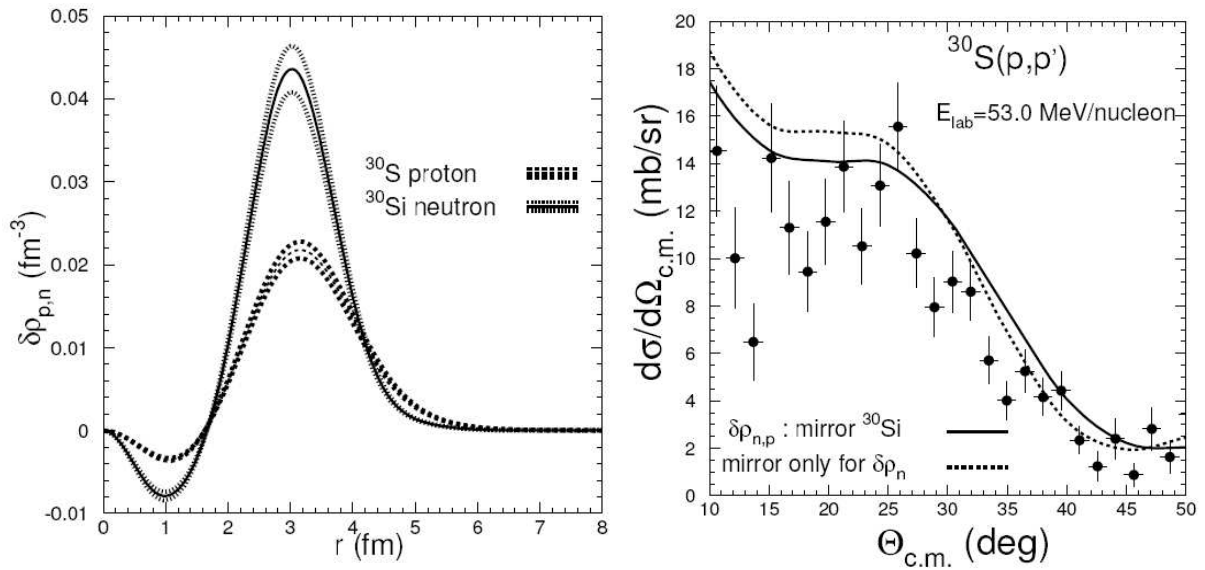 0.05
0.04
0.03
0.02
0.01
0
-0.01
δρp,n (fm-3)
30S proton
30Si neutron
0 1 2 3 4 5 6 7 8
r (fm)
20
18
16
14
12
10
8
6
4
2
0
dσ/dΩc.m. (mb/sr)
30S(p,p')
Elab=53.0 MeV/nucleon
δρn,p : mirror 30Si
mirror only for δρn
10 15 20 25 30 35 40 45 50
Θc.m. (deg)